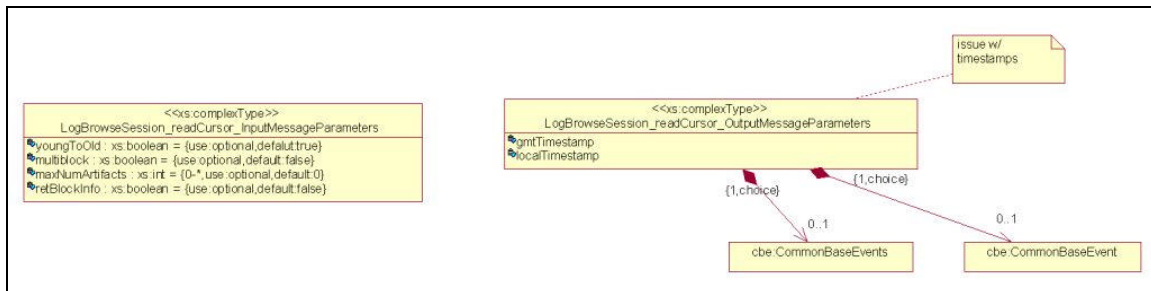 issue w/
timestamps
<<xs:complexType>>
LogBrowseSession_readCursor_InputMessageParameters
youngToOld : xs:boolean = {use:optional,defalut:true}
multiblock : xs:boolean = {use optional,default:false}
maxNumArtifacts : xs:int = {0-*,use:optional,default:0}
retBlockInfo : xs:boolean = {use:optional,default:false}
<<xs:complexType>>
LogBrowseSession_readCursor_OutputMessageParameters
gmtTimestamp
localTimestamp
{1,choice}
{1,choice}
0..1
0..1
cbe:CommonBaseEvents
cbe:CommonBaseEvent